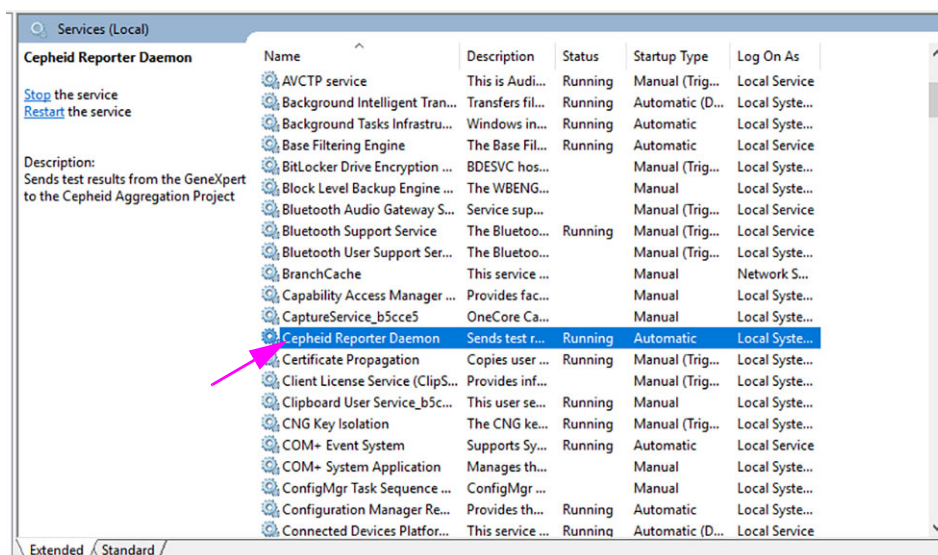 Services (Local)
Cepheid Reporter Daemon
Stop the service
Restart the service
Description:
Sends test results from the GeneXpert
to the Cepheid Aggregation Project
Name Description Status Startup Type Log On As
AVCTP service This is Audi... Running Manual (Trig... Local Service
Background Intelligent Tran... Transfers fil... Running Automatic (D... Local Syste...
Background Tasks Infrastru... Windows in... Running Automatic Local Syste...
Base Filtering Engine The Base Fil... Running Automatic Local Service
BitLocker Drive Encryption ... BDESVC hos... Manual (Trig... Local Syste...
Block Level Backup Engine ... The WBENG... Manual Local Syste...
Bluetooth Audio Gateway S... Service sup... Manual (Trig... Local Service
Bluetooth Support Service The Bluetoo... Running Manual (Trig... Local Service
Bluetooth User Support Ser... The Bluetoo... Manual (Trig... Local Syste...
BranchCache This service ... Manual Network S...
Capability Access Manager ... Provides fac... Manual Local Syste...
CaptureService_b5cce5 OneCore Ca... Manual Local Syste...
Cepheid Reporter Daemon Sends test r... Running Automatic Local Syste...
Certificate Propagation Copies user ... Running Manual (Trig... Local Syste...
Client License Service (ClipS... Provides inf... Manual (Trig... Local Syste...
Clipboard User Service_b5c... This user se... Running Manual Local Syste...
CNG Key Isolation The CNG ke... Running Manual (Trig... Local Syste...
COM+ Event System Supports Sy... Running Automatic Local Service
COM+ System Application Manages th... Manual Local Syste...
ConfigMgr Task Sequence ... ConfigMgr ... Manual Local Syste...
Configuration Manager Re... Provides th... Running Automatic Local Syste...
Connected Devices Platfor... This service ... Running Automatic (D... Local Service
Extended Standard